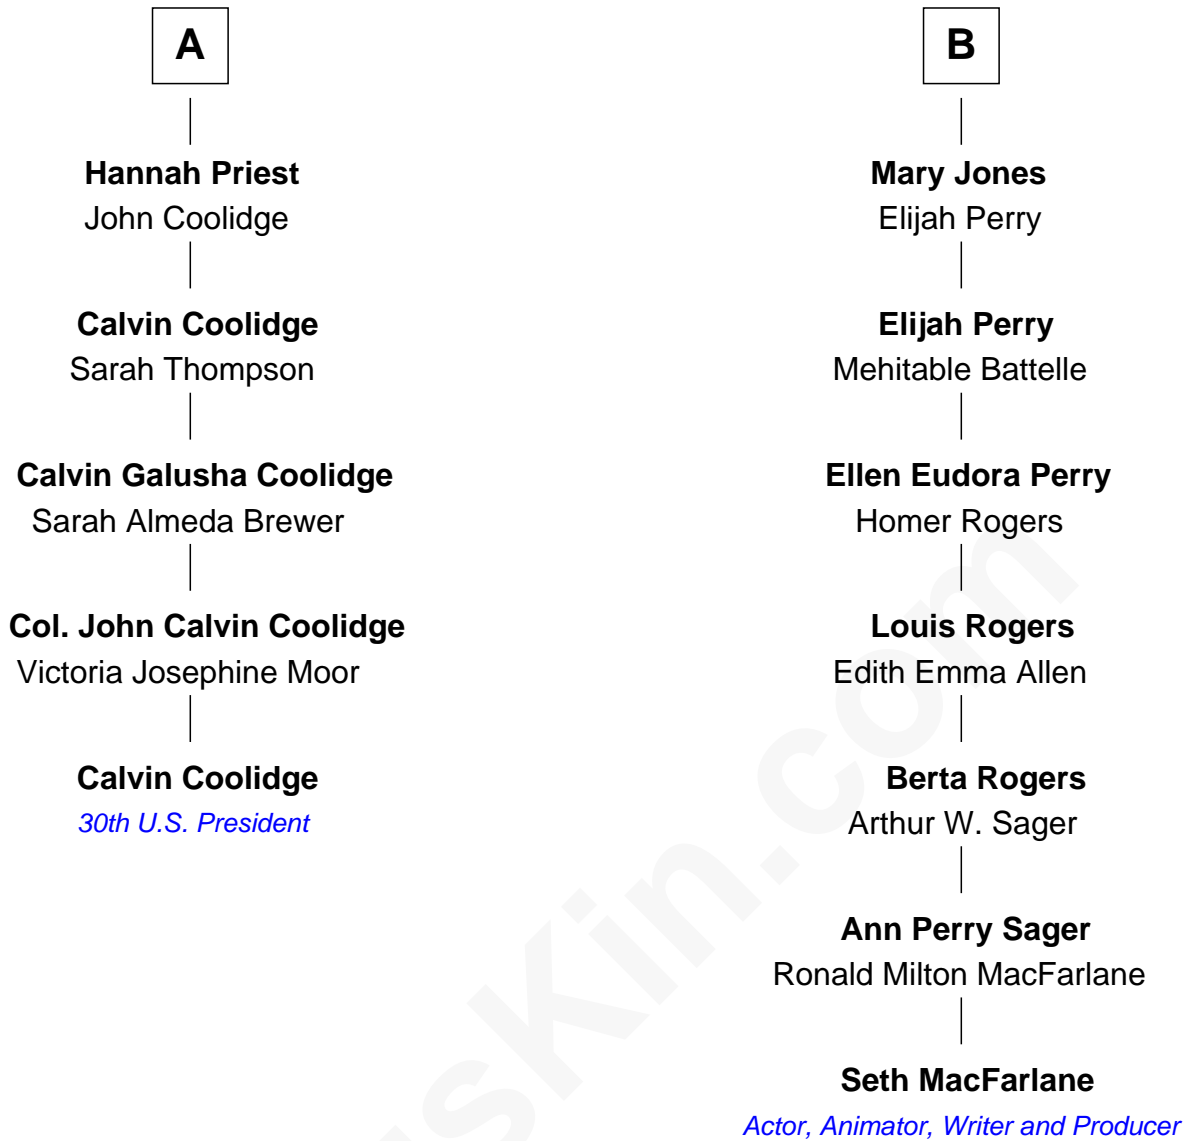 A
Hannah Priest
John Coolidge
Calvin Coolidge
Sarah Thompson
Calvin Galusha Coolidge
Sarah Almeda Brewer
Col. John Calvin Coolidge
Victoria Josephine Moor
Calvin Coolidge
30th U.S. President
B
Mary Jones
Elijah Perry
Elijah Perry
Mehitable Battelle
Ellen Eudora Perry
Homer Rogers
Louis Rogers
Edith Emma Allen
Berta Rogers
Arthur W. Sager
Ann Perry Sager
Ronald Milton MacFarlane
Seth MacFarlane
Actor, Animator, Writer and Producer
usKin.com